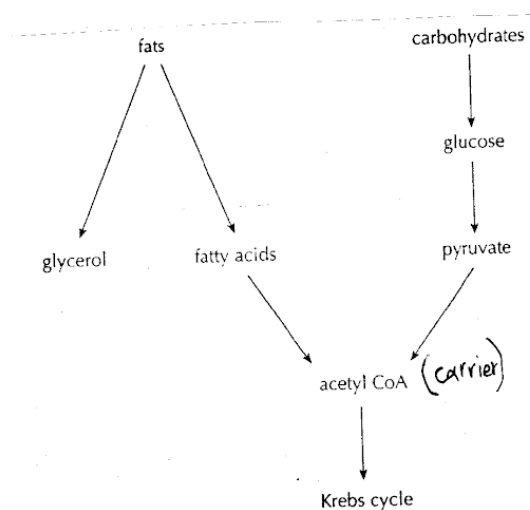 fats
carbohydrates
glucose
glycerol
fatty acids
pyruvate
acetyl CoA (carrier)
Krebs cycle